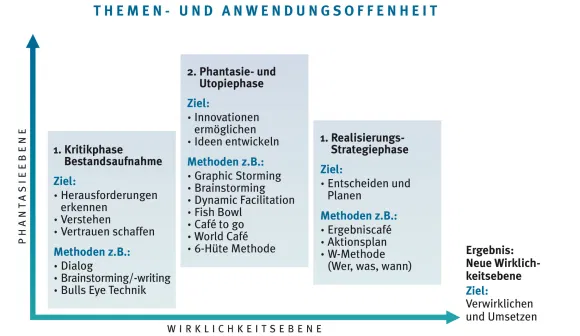 THEMEN- UND ANWENDUNGSOFFENHEIT
PHANTASIEEBENE
1. Kritikphase
Bestandsaufnahme
Ziel:
• Herausforderungen
erkennen
• Verstehen
• Vertrauen schaffen
Methoden z.B.:
• Dialog
• Brainstorming/-writing
• Bulls Eye Technik
2. Phantasie- und
Utopiephase
Ziel:
• Innovationen
ermöglichen
• Ideen entwickeln
Methoden z.B.:
• Graphic Storming
• Brainstorming
• Dynamic Facilitation
• Fish Bowl
• Café to go
• World Café
• 6-Hüte Methode
1. Realisierungs-
Strategiephase
Ziel:
• Entscheiden und
Planen
Methoden z.B.:
• Ergebniscafé
• Aktionsplan
• W-Methode
(Wer, was, wann)
Ergebnis:
Neue Wirklich-
keitsebene
Ziel:
Verwirklichen
und Umsetzen
WIRKLICHKEITSEBENE